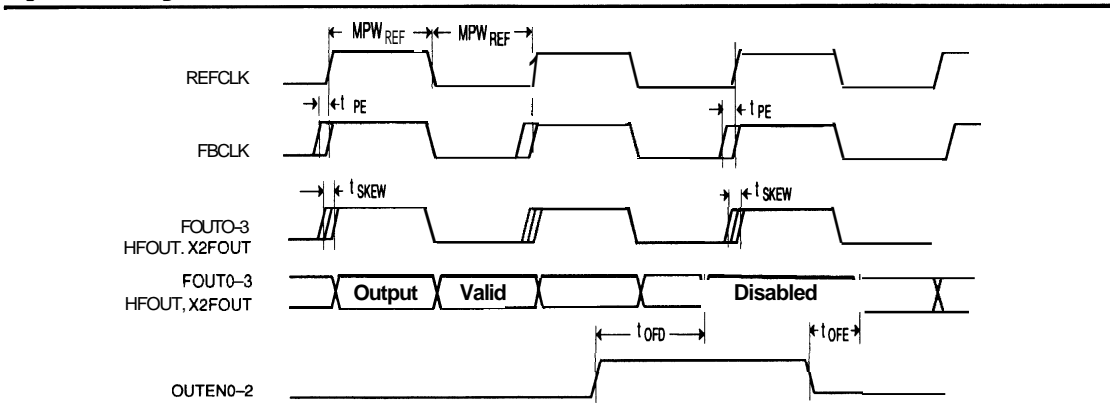 MPW REF MPW REF
REFCLK
t PE t PE
FBCLK
t SKEW t SKEW
FOUTO-3
HFOUT. X2FOUT
FOUT0-3
HFOUT, X2FOUT
Output Valid Disabled
t OFD t OFE
OUTEN0-2